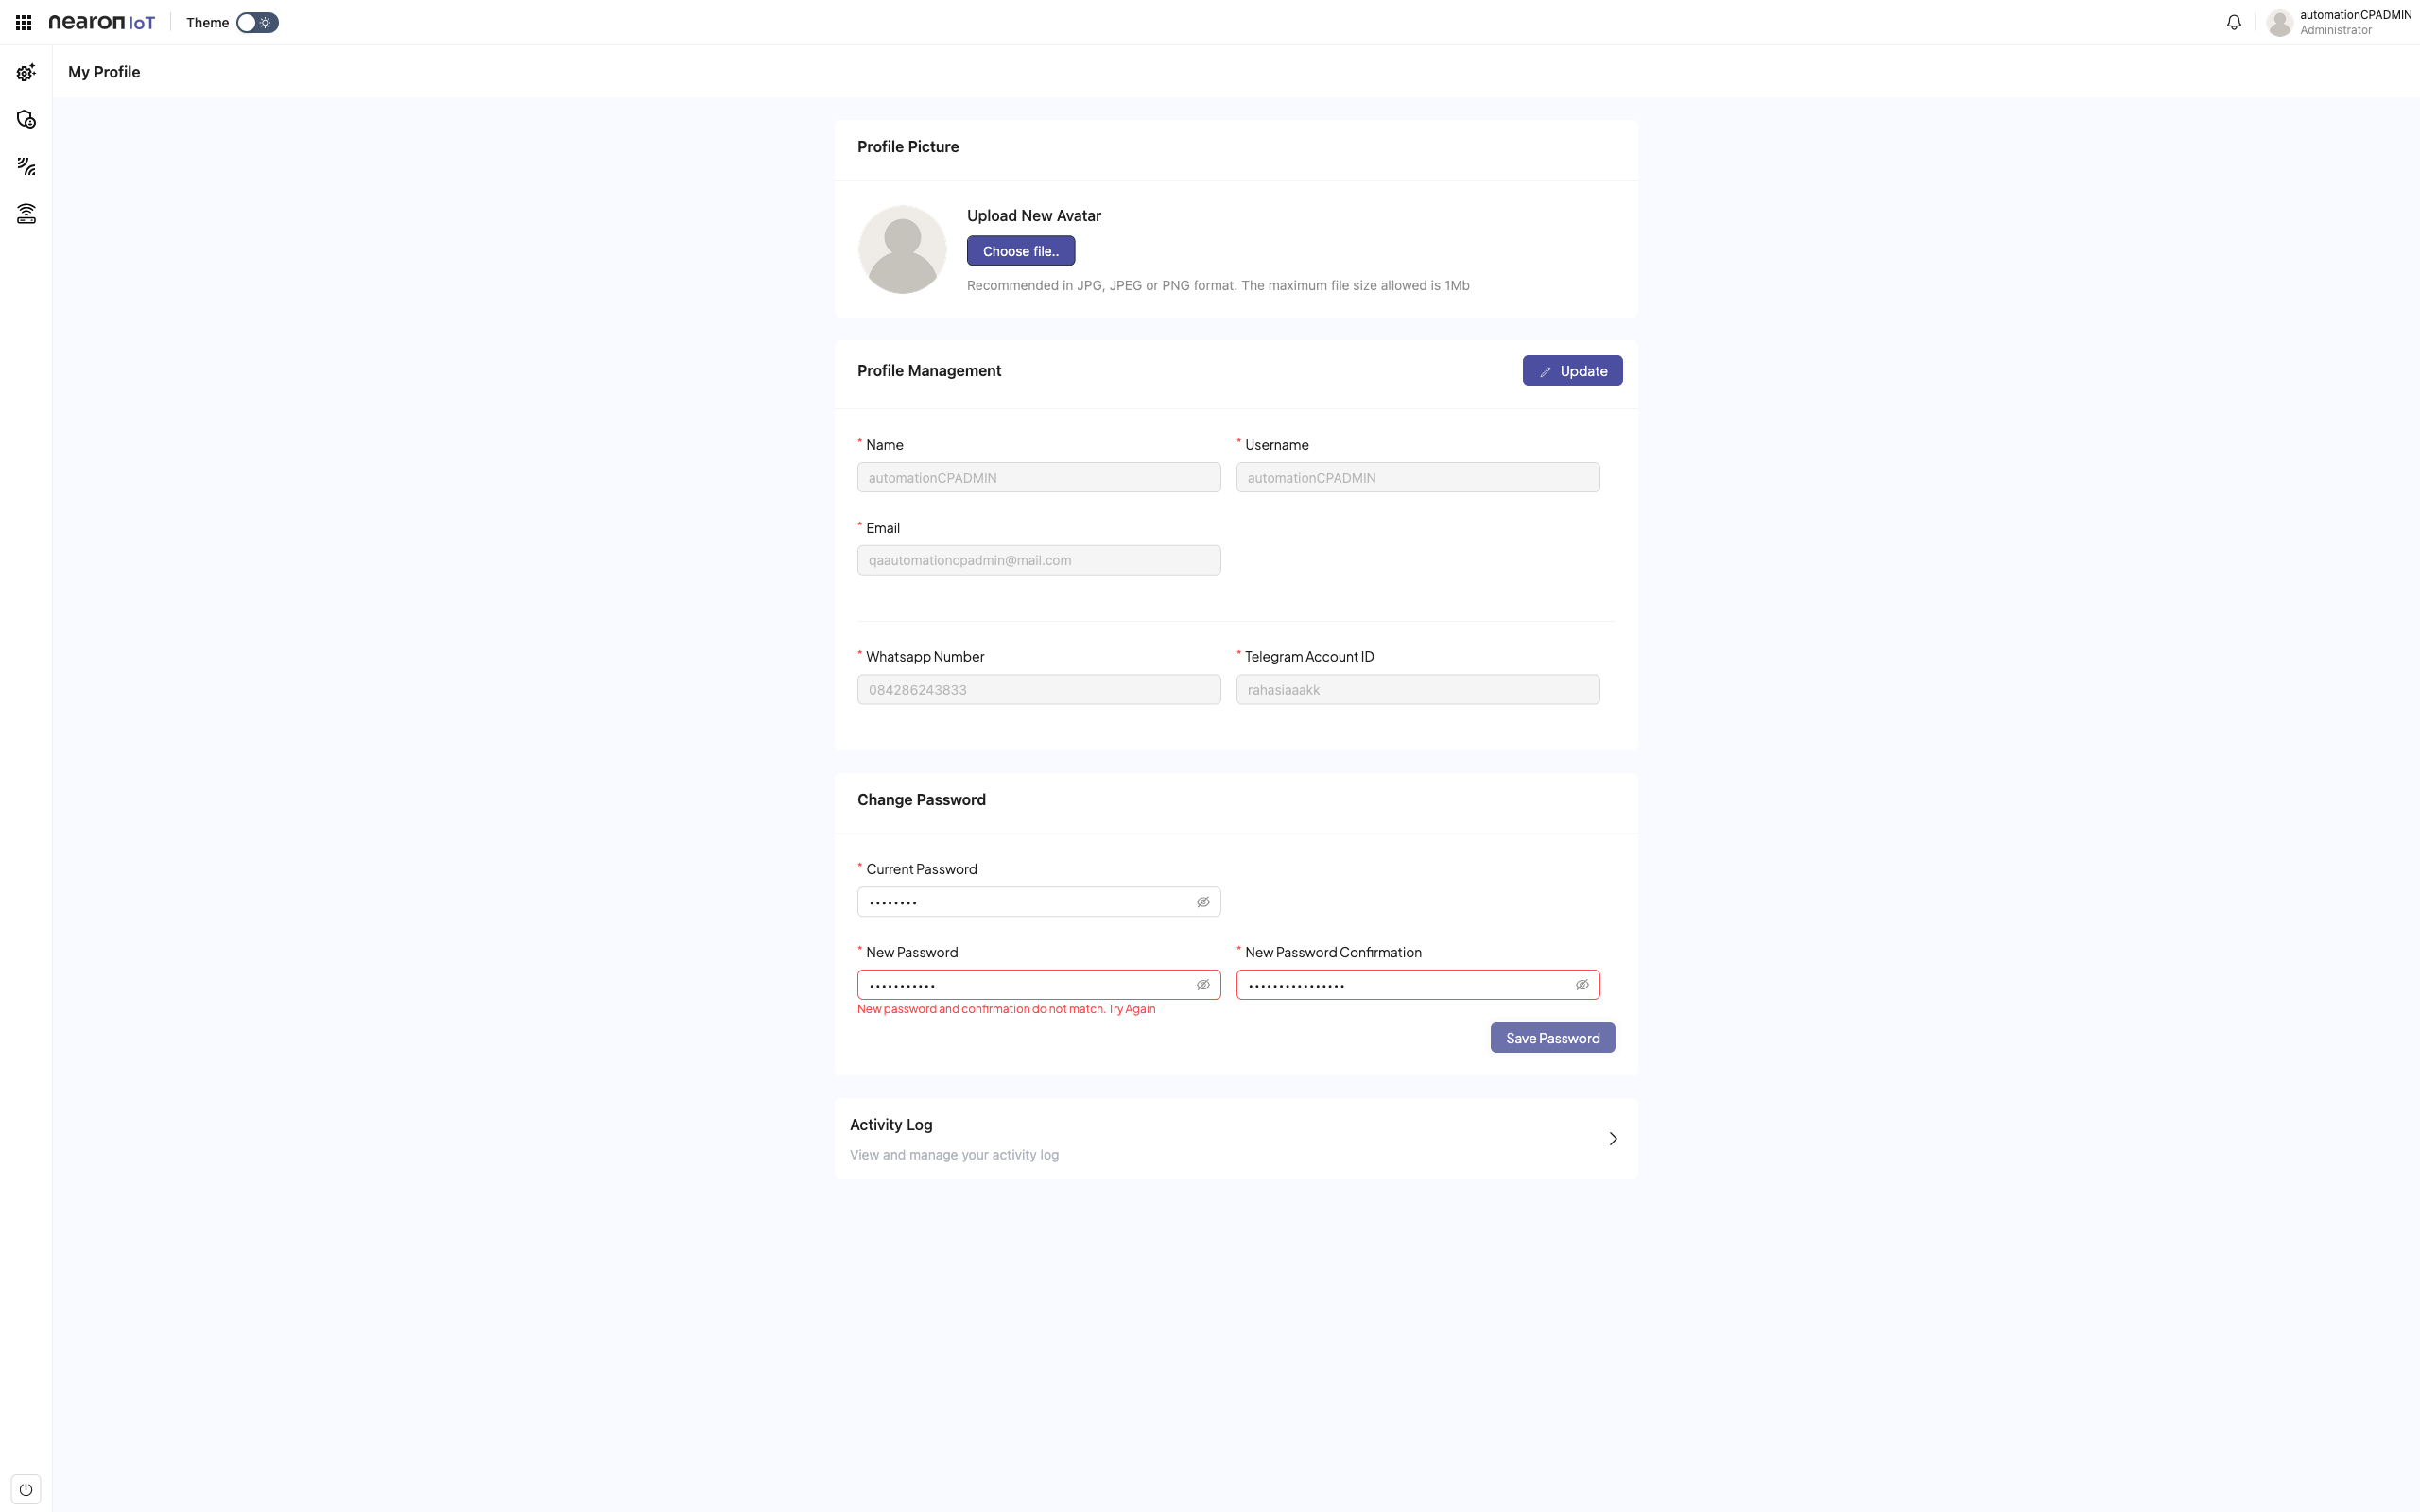 nearon IoT
Theme
automationCPADMIN
Administrator
My Profile
Profile Picture
Upload New Avatar
Choose file..
Recommended in JPG, JPEG or PNG format. The maximum file size allowed is 1Mb
Profile Management
Update
* Name
* Username
automationCPADMIN
automationCPADMIN
* Email
qaautomationcpadmin@mail.com
* Whatsapp Number
* Telegram Account ID
084286243833
rahasiaaakk
Change Password
* Current Password
••••••••
* New Password
* New Password Confirmation
•••••••••••
••••••••••••••••
New password and confirmation do not match. Try Again
Save Password
Activity Log
View and manage your activity log